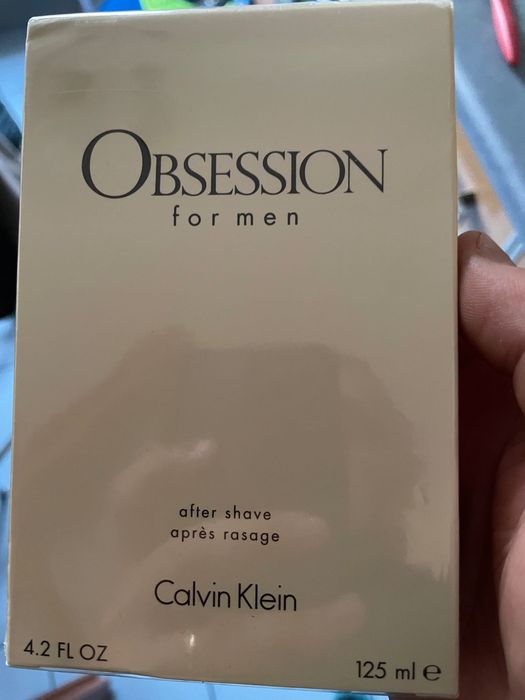 OBSESSION
for men
after shave
après rasage
Calvin Klein
4.2 FL OZ
125 ml ℮